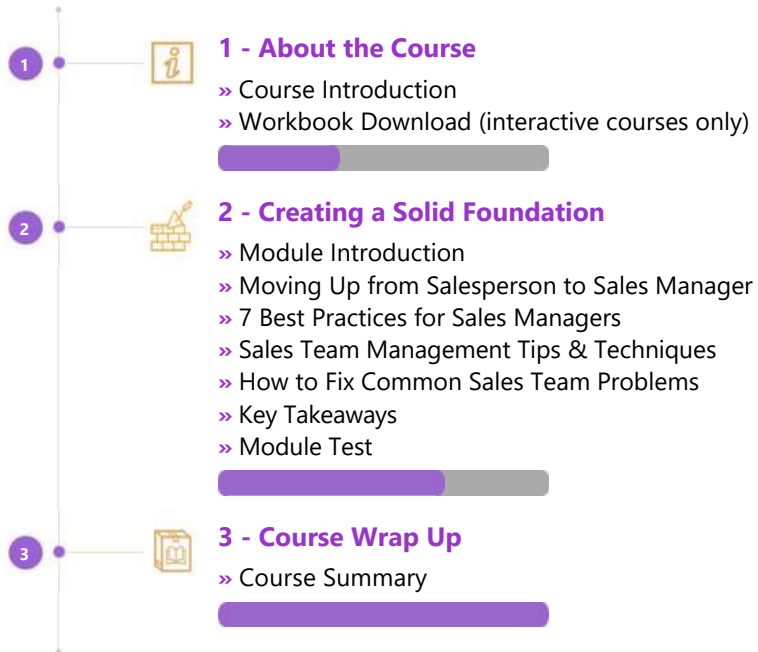 1
1 - About the Course
» Course Introduction
» Workbook Download (interactive courses only)
2
2 - Creating a Solid Foundation
» Module Introduction
» Moving Up from Salesperson to Sales Manager
» 7 Best Practices for Sales Managers
» Sales Team Management Tips & Techniques
» How to Fix Common Sales Team Problems
» Key Takeaways
» Module Test
3
3 - Course Wrap Up
» Course Summary